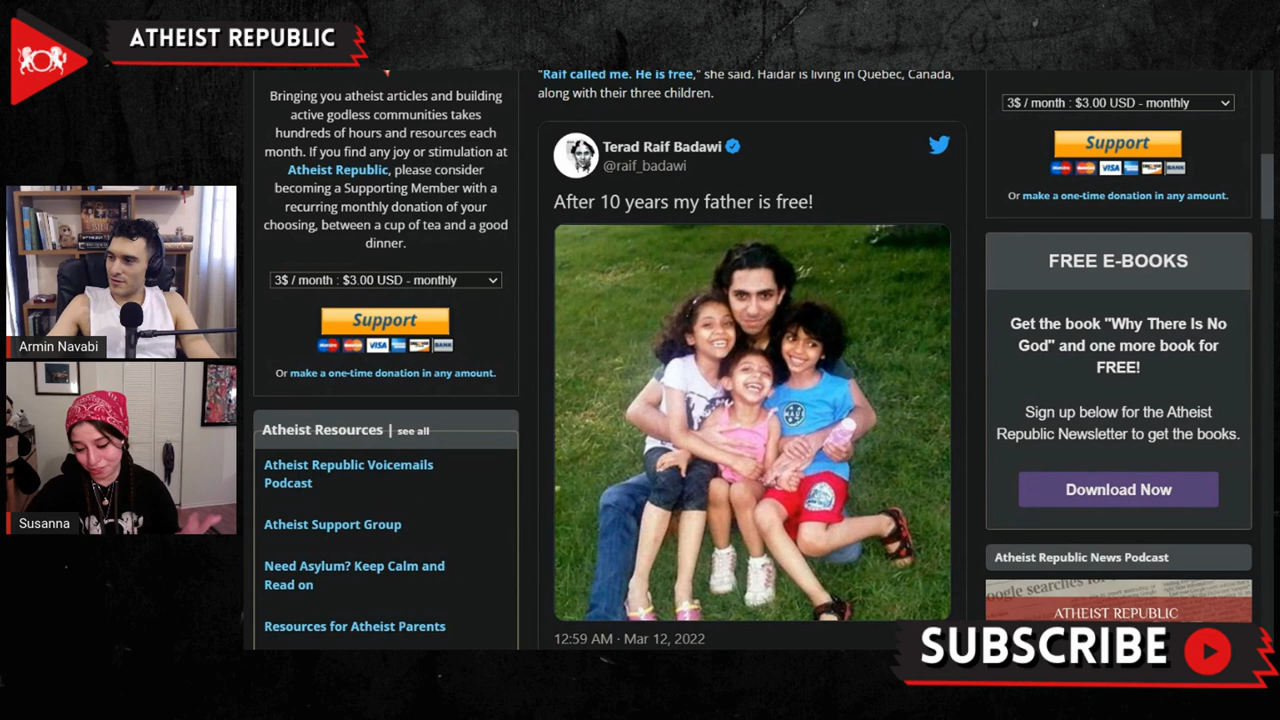 ATHEIST REPUBLIC
Armin Navabi
Susanna
Bringing you atheist articles and building
active godless communities takes
hundreds of hours and resources each
month. If you find any joy or stimulation at
Atheist Republic, please consider
becoming a Supporting Member with a
recurring monthly donation of your
choosing, between a cup of tea and a good
dinner.
3$ / month : $3.00 USD - monthly
Support
VISA
BANK
Or make a one-time donation in any amount.
Atheist Resources | see all
Atheist Republic Voicemails
Podcast
Atheist Support Group
Need Asylum? Keep Calm and
Read on
Resources for Atheist Parents
"Raif called me. He is free," she said. Haidar is living in Quebec, Canada,
along with their three children.
Terad Raif Badawi
@raif_badawi
After 10 years my father is free!
12:59 AM · Mar 12, 2022
3$ / month : $3.00 USD - monthly
Support
VISA
BANK
Or make a one-time donation in any amount.
FREE E-BOOKS
Get the book "Why There Is No
God" and one more book for
FREE!
Sign up below for the Atheist
Republic Newsletter to get the books.
Download Now
Atheist Republic News Podcast
ATHEIST REPUBLIC
SUBSCRIBE